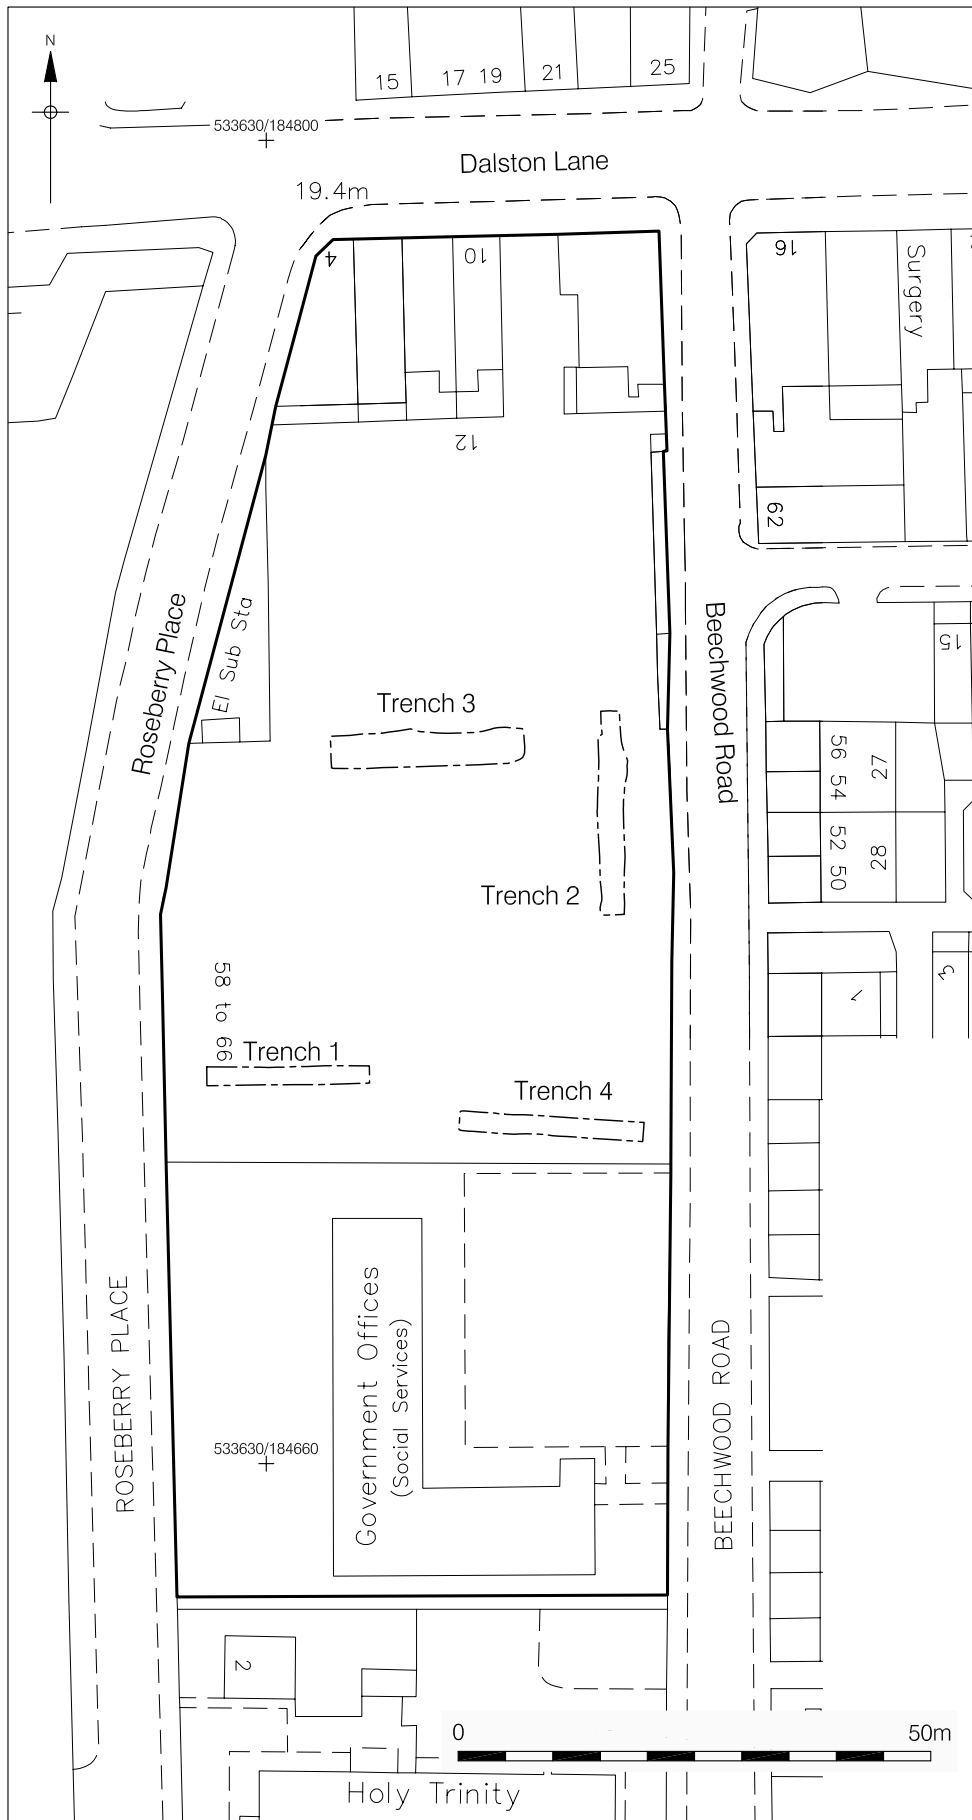 N
15
17 19
21
25
533630/184800
Dalston Lane
19.4m
4
10
16
Surgery
12
62
El Sub Sta
Roseberry Place
Beechwood Road
15
Trench 3
56 54
27
52 50
28
Trench 2
58 to 66
1
3
Trench 1
Trench 4
Government Offices
(Social Services)
ROSEBERRY PLACE
BEECHWOOD ROAD
533630/184660
2
0
50m
Holy Trinity